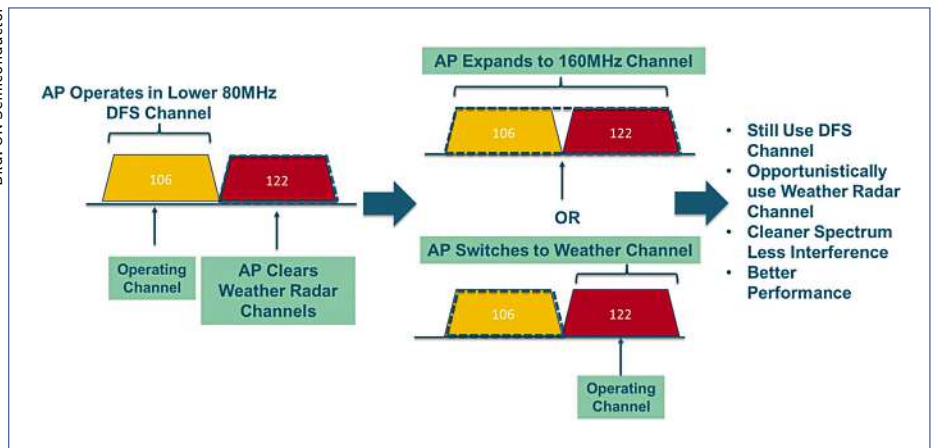 AP Operates in Lower 80MHz
DFS Channel
106
122
Operating
Channel
AP Clears
Weather Radar
Channels
AP Expands to 160MHz Channel
106
122
OR
AP Switches to Weather Channel
106
122
Operating
Channel
• Still Use DFS
Channel
• Opportunistically
use Weather Radar
Channel
• Cleaner Spectrum
Less Interference
• Better
Performance
Semiconductor